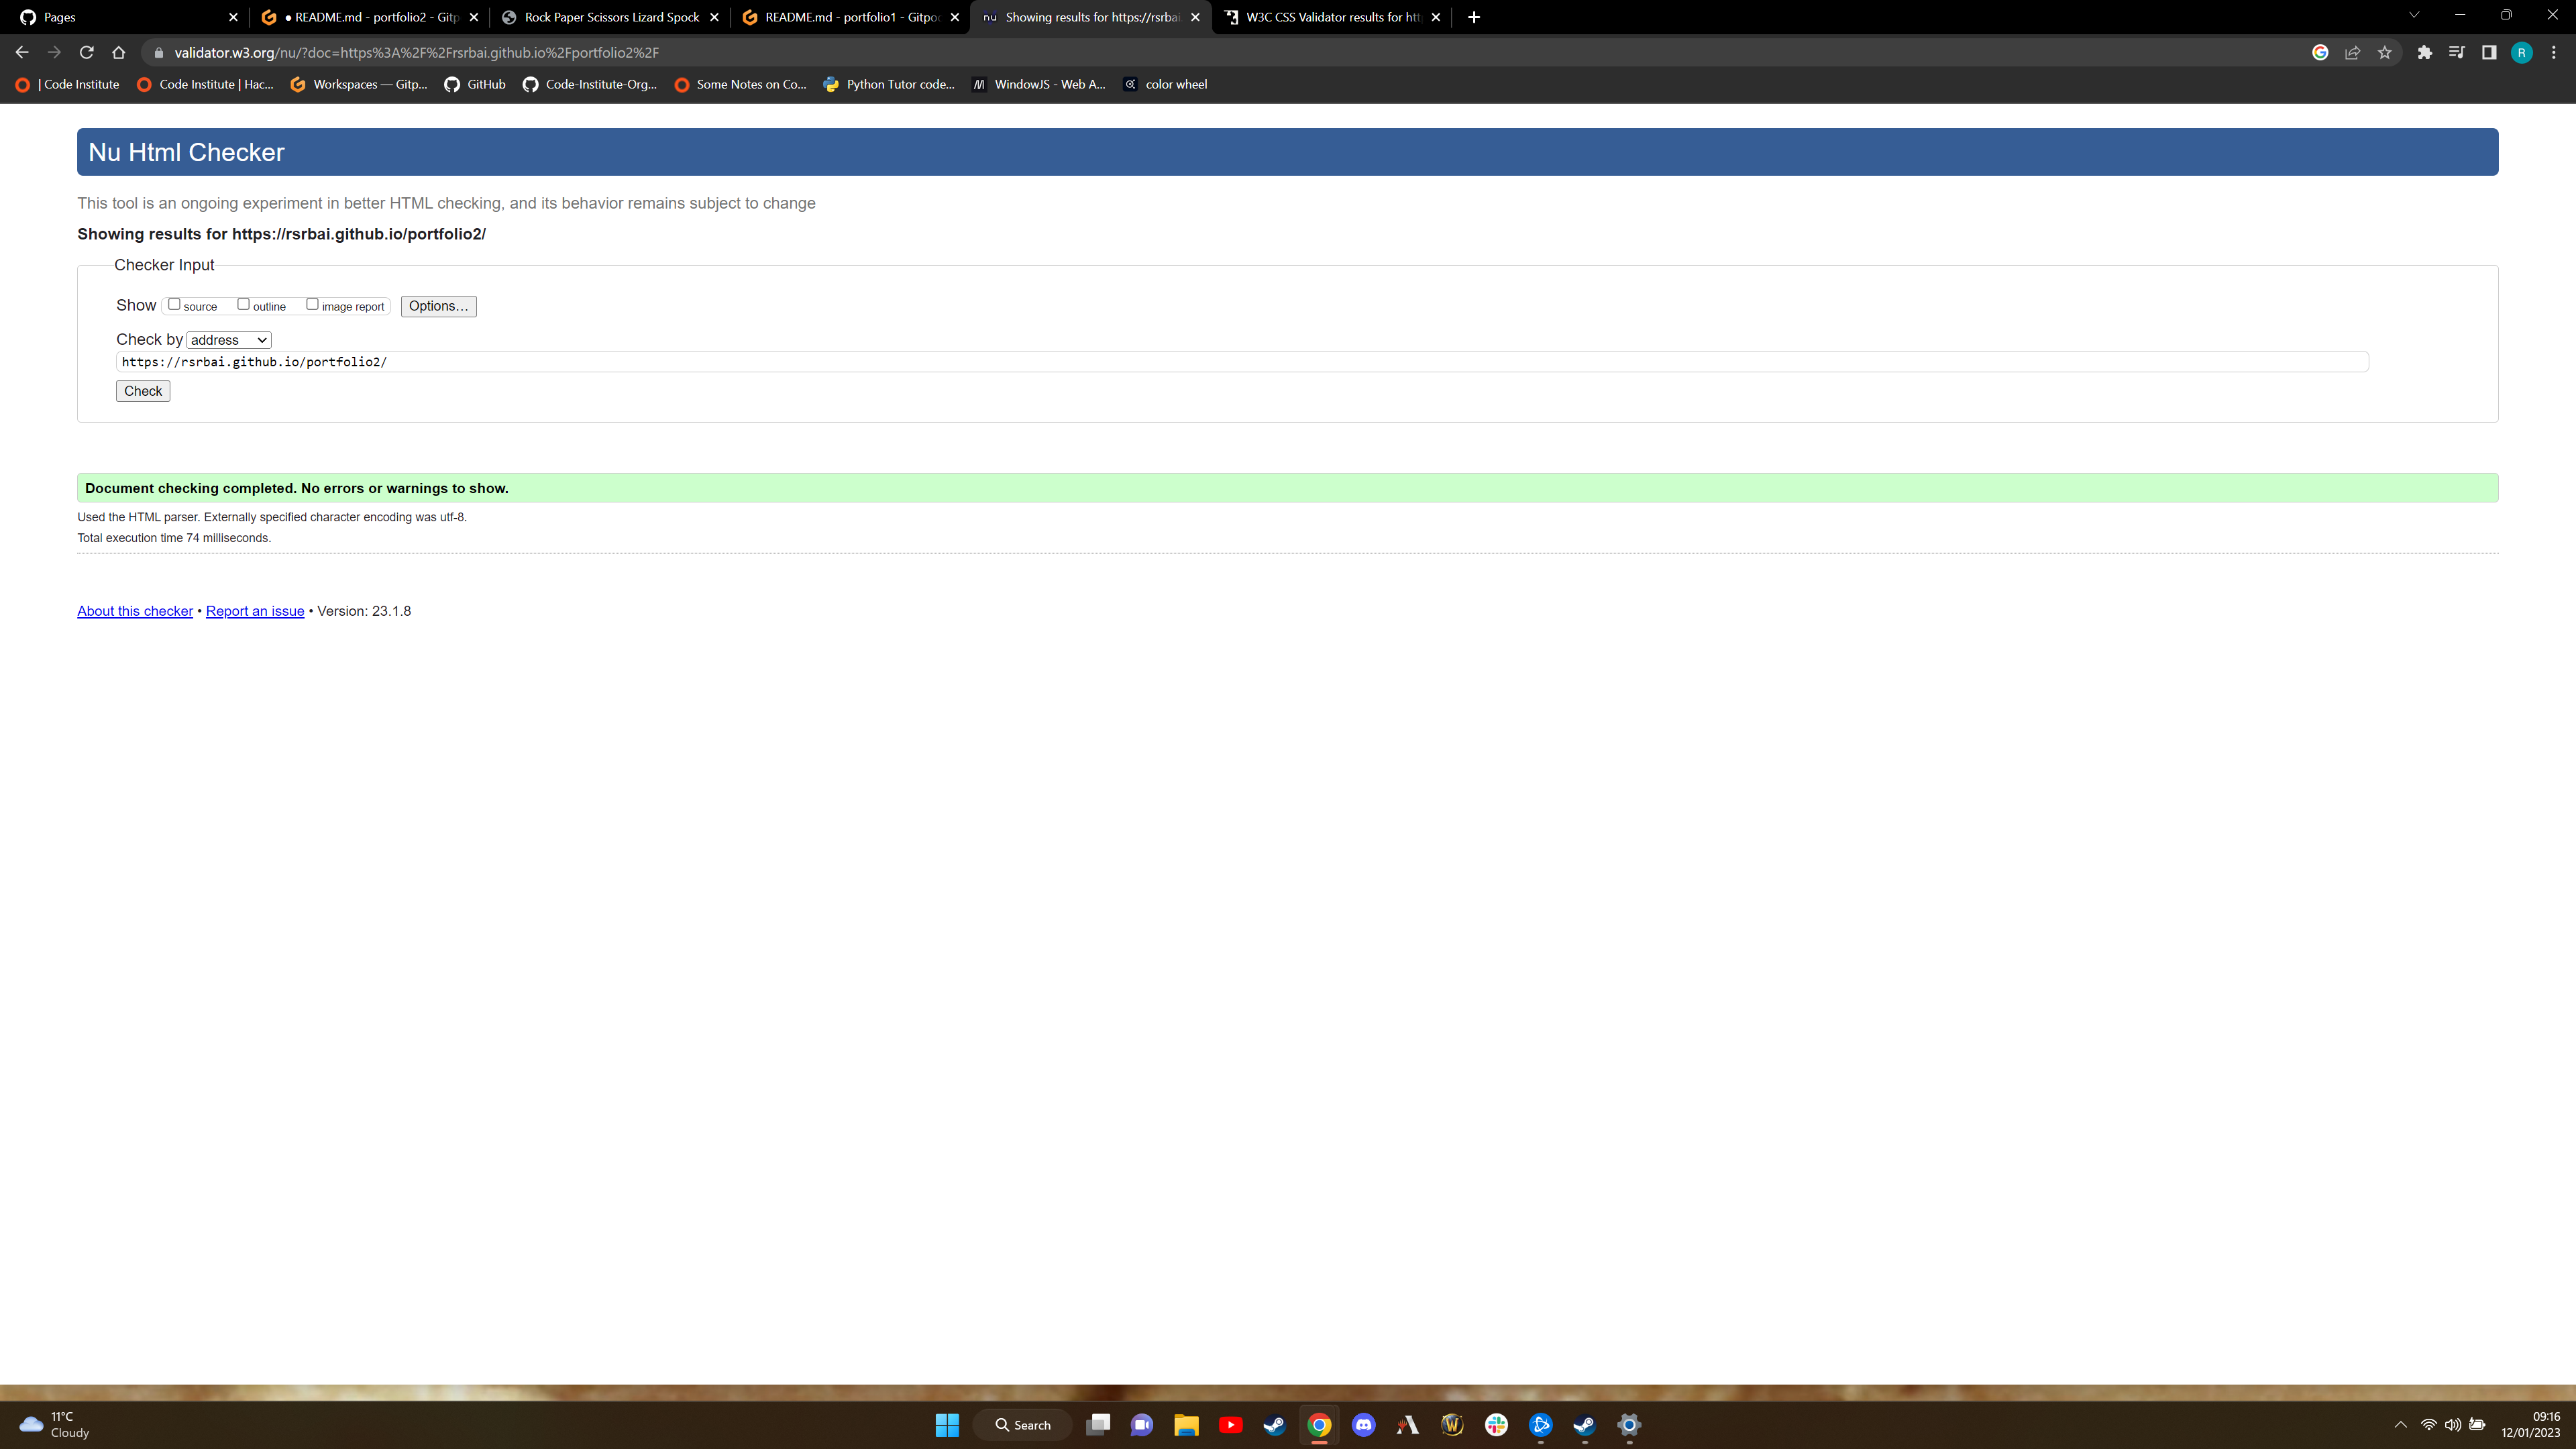 Pages
● README.md - portfolio2 - Gitp
Rock Paper Scissors Lizard Spock
README.md - portfolio1 - Gitpo
nu Showing results for https://rsrbai
W3C CSS Validator results for htt
validator.w3.org/nu/?doc=https%3A%2F%2Frsrbai.github.io%2Fportfolio2%2F
R
| Code Institute
Code Institute | Hac...
Workspaces — Gitp...
GitHub
Code-Institute-Org...
Some Notes on Co...
Python Tutor code...
WindowJS - Web A...
color wheel
Nu Html Checker
This tool is an ongoing experiment in better HTML checking, and its behavior remains subject to change
Showing results for https://rsrbai.github.io/portfolio2/
Checker Input
Show source outline image report Options...
Check by address
https://rsrbai.github.io/portfolio2/
Check
Document checking completed. No errors or warnings to show.
Used the HTML parser. Externally specified character encoding was utf-8.
Total execution time 74 milliseconds.
About this checker • Report an issue • Version: 23.1.8
11°C
Cloudy
Search
09:16
12/01/2023